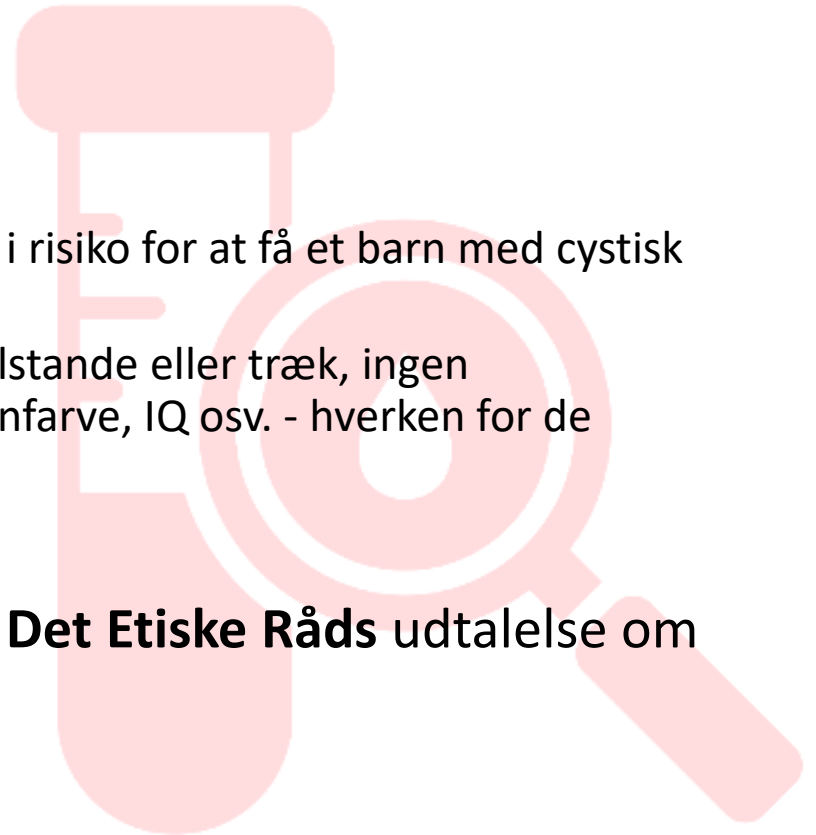 i risiko for at få et barn med cystisk
lstande eller træk, ingen
nfarve, IQ osv. - hverken for de
Det Etiske Råds udtalelse om